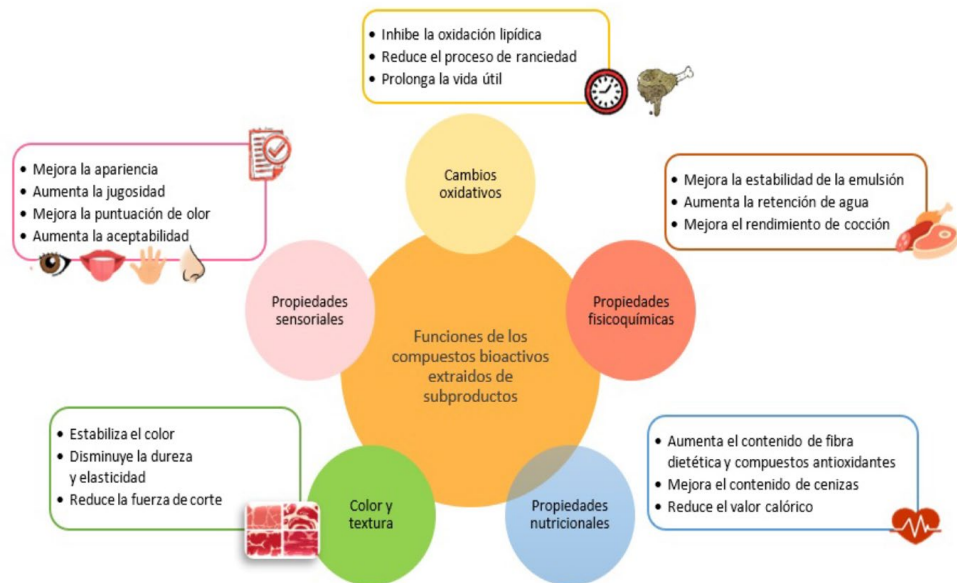 • Inhibe la oxidación lipídica
• Reduce el proceso de ranciedad
• Prolonga la vida útil
Cambios
oxidativos
• Mejora la apariencia
• Aumenta la jugosidad
• Mejora la puntuación de olor
• Aumenta la aceptabilidad
• Mejora la estabilidad de la emulsión
• Aumenta la retención de agua
• Mejora el rendimiento de cocción
Propiedades
sensoriales
Propiedades
fisicoquímicas
Funciones de los
compuestos bioactivos
extraidos de
subproductos
• Estabiliza el color
• Disminuye la dureza
y elasticidad
• Reduce la fuerza de corte
Color y
textura
Propiedades
nutricionales
• Aumenta el contenido de fibra
dietética y compuestos antioxidantes
• Mejora el contenido de cenizas
• Reduce el valor calórico